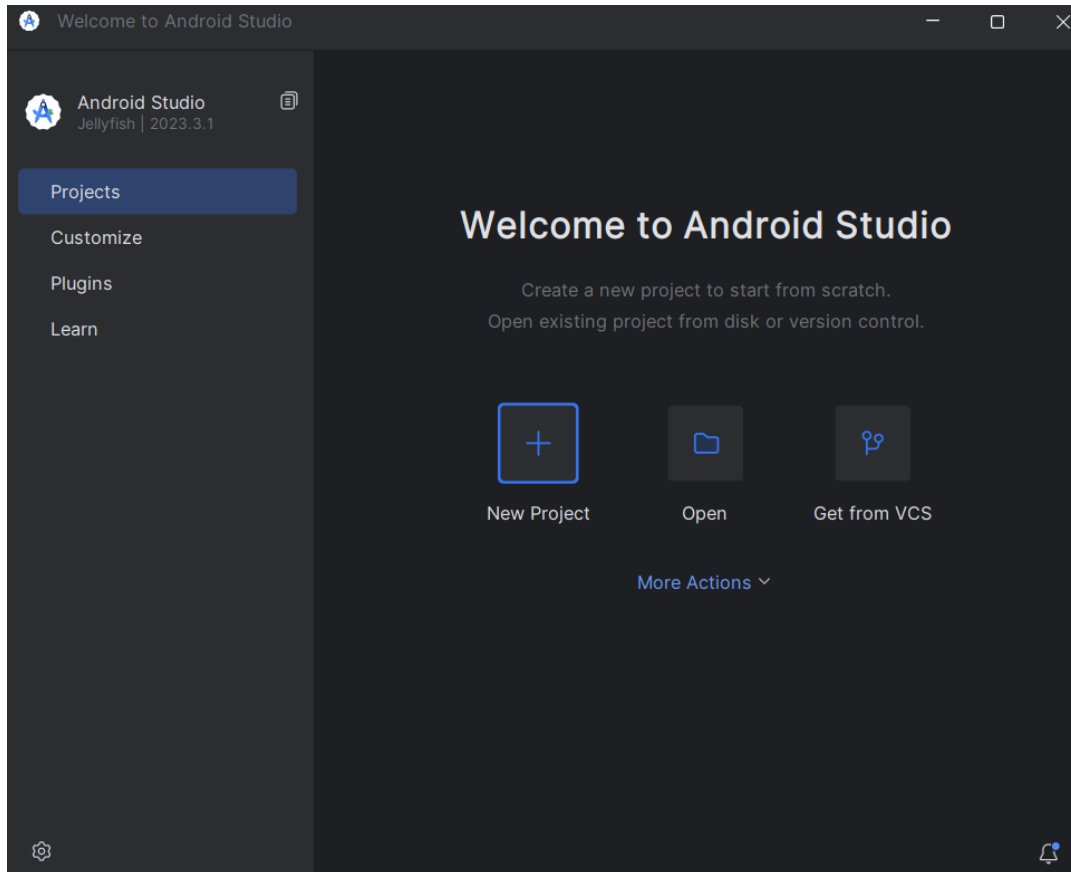 Welcome to Android Studio
Android Studio
Jellyfish | 2023.3.1
Projects
Customize
Plugins
Learn
Welcome to Android Studio
Create a new project to start from scratch.
Open existing project from disk or version control.
New Project
Open
Get from VCS
More Actions